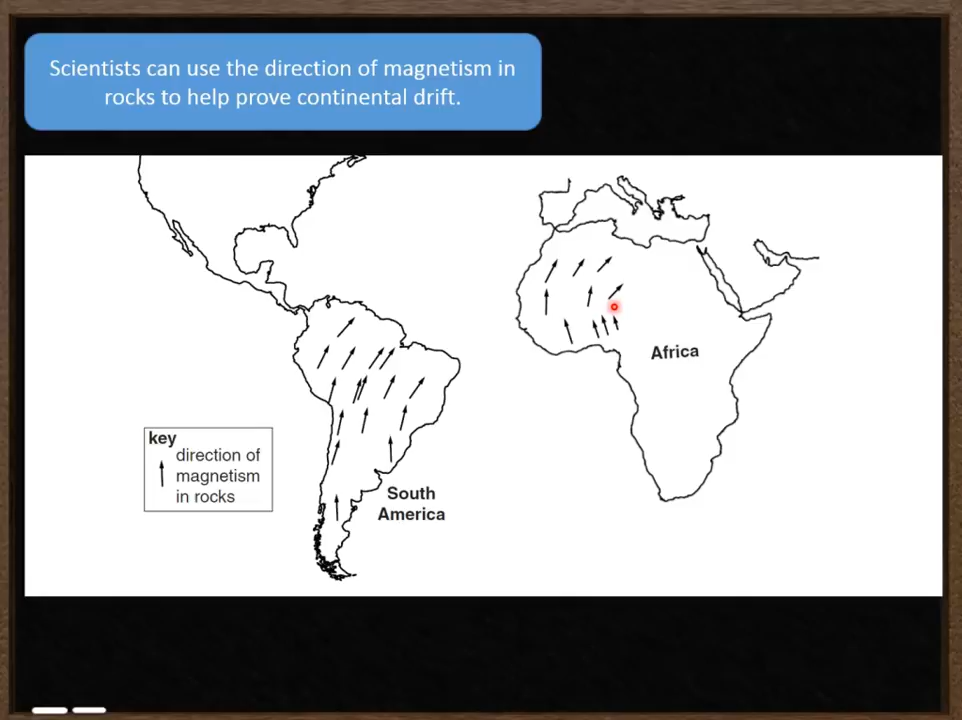 Scientists can use the direction of magnetism in
rocks to help prove continental drift.
Africa
key
direction of
magnetism
in rocks
South
America